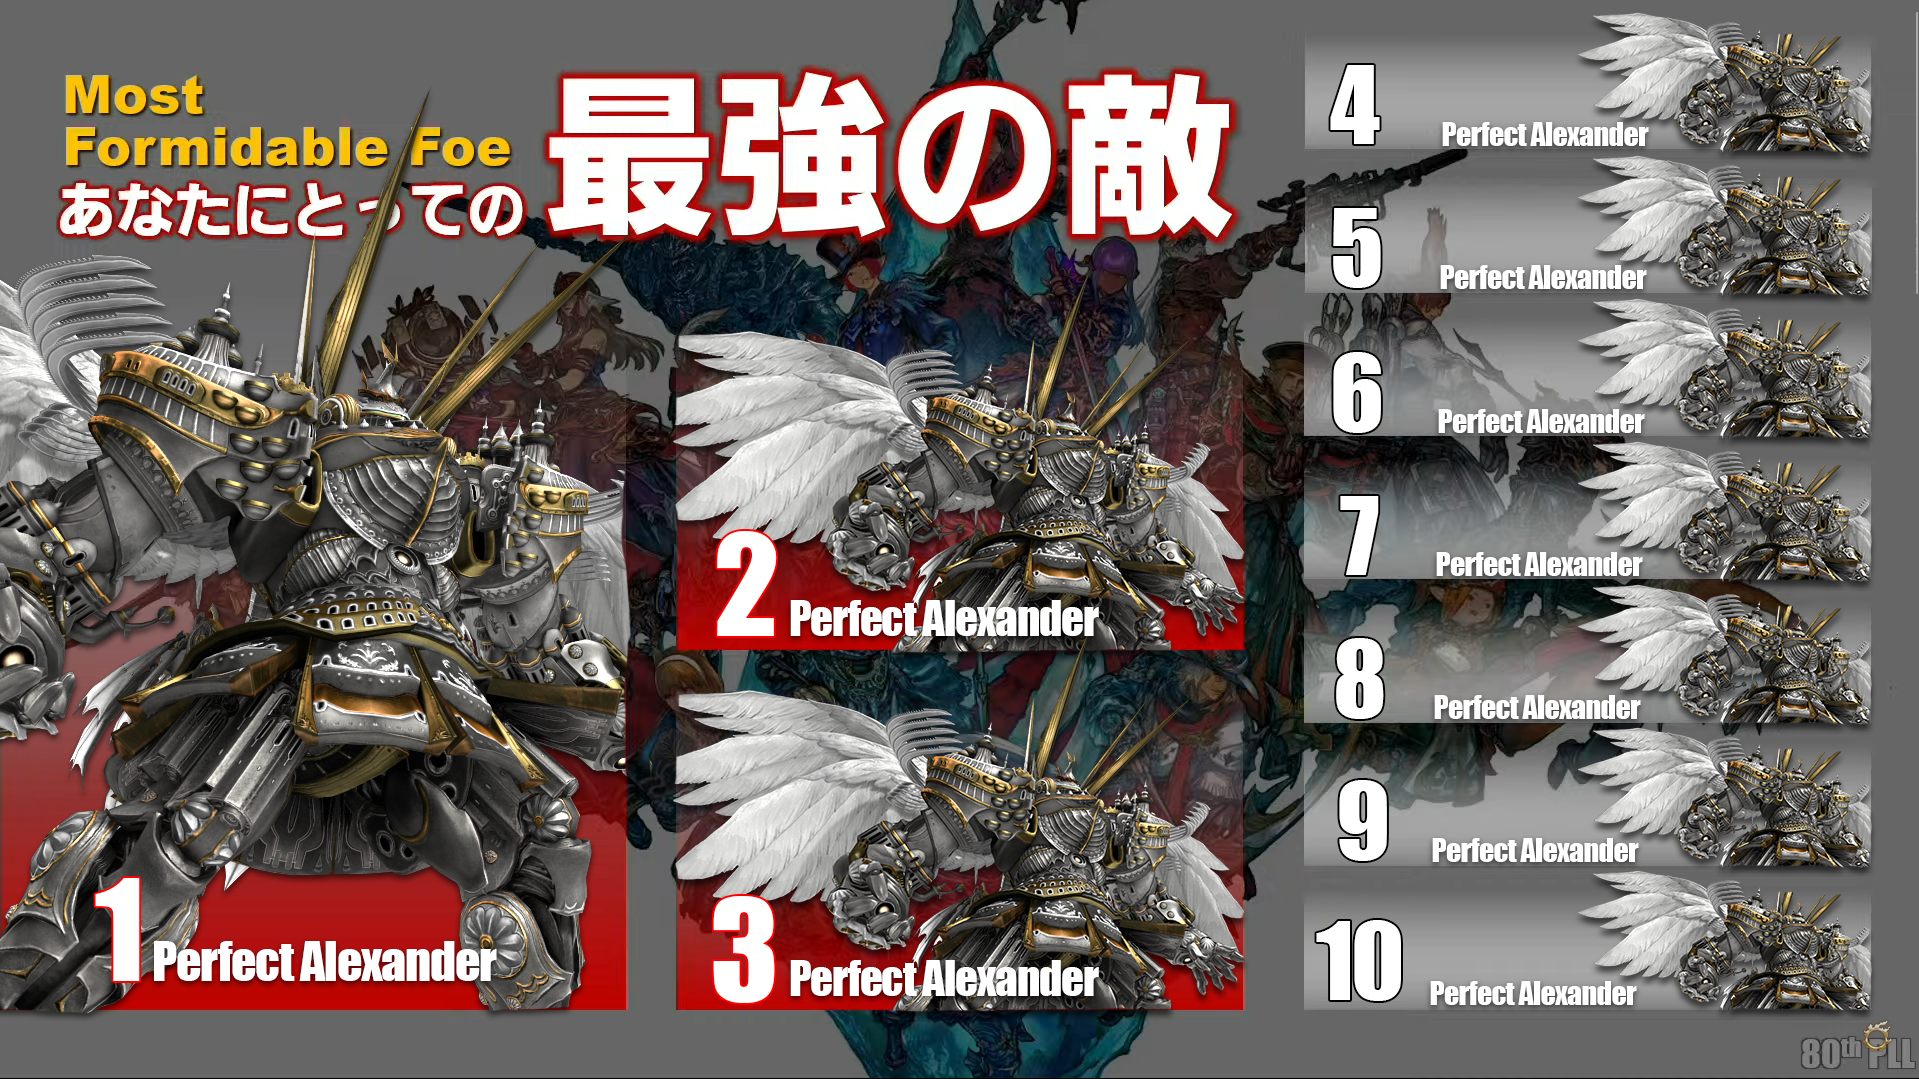 Most
Formidable Foe
あなたにとっての
最強の敵
1 Perfect Alexander
2 Perfect Alexander
3 Perfect Alexander
4 Perfect Alexander
5 Perfect Alexander
6 Perfect Alexander
7 Perfect Alexander
8 Perfect Alexander
9 Perfect Alexander
10 Perfect Alexander
80th PLL